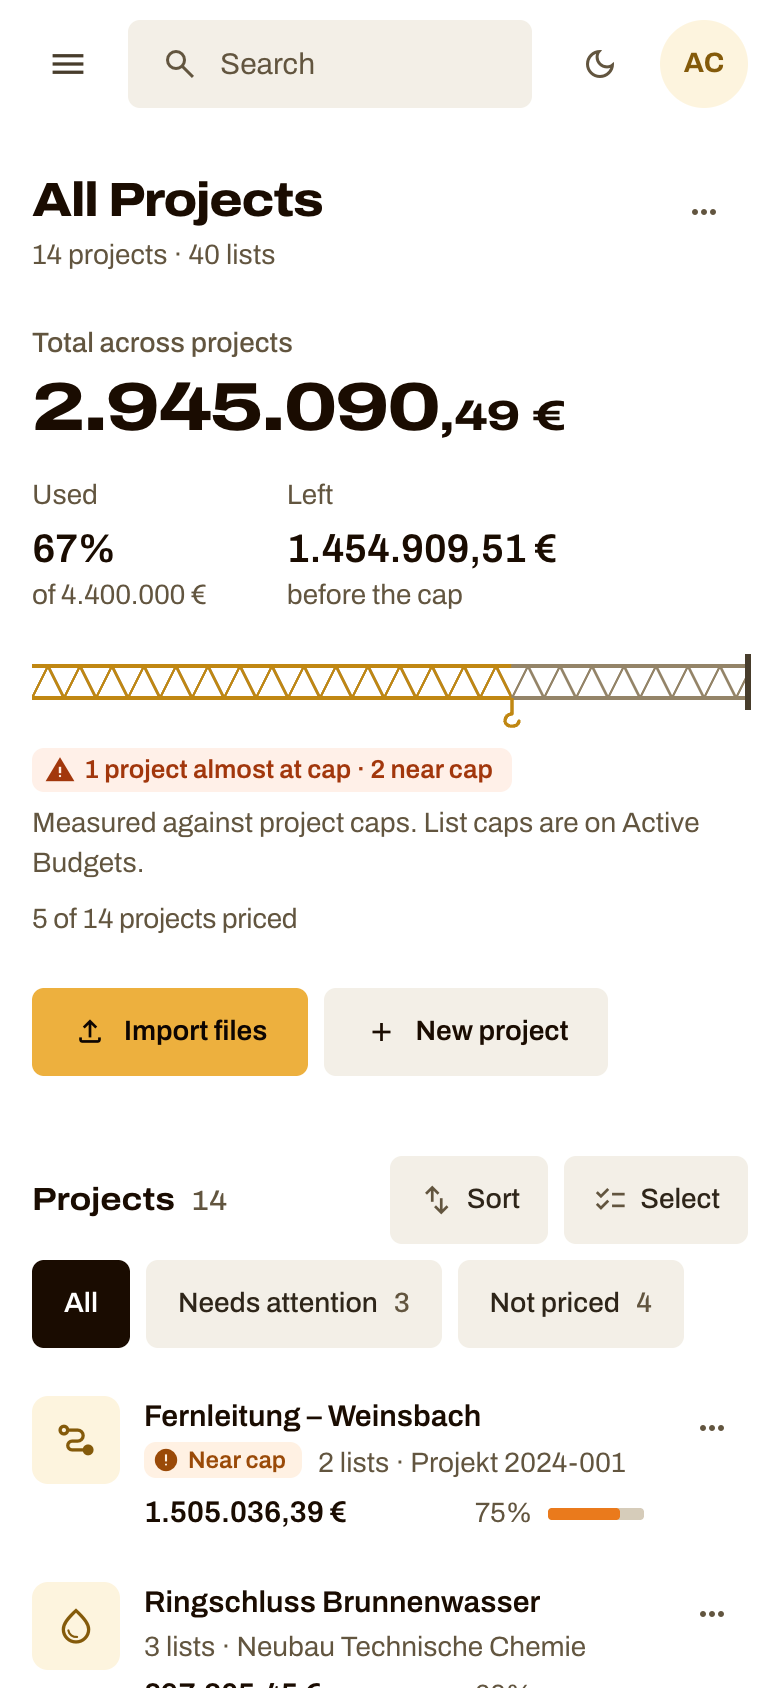 Search
AC
All Projects
14 projects · 40 lists
Total across projects
2.945.090,49 €
Used
Left
67%
1.454.909,51 €
of 4.400.000 €
before the cap
1 project almost at cap · 2 near cap
Measured against project caps. List caps are on Active
Budgets.
5 of 14 projects priced
Import files
New project
Projects 14
Sort
Select
All
Needs attention 3
Not priced 4
Fernleitung – Weinsbach
Near cap
2 lists · Projekt 2024-001
1.505.036,39 €
75%
Ringschluss Brunnenwasser
3 lists · Neubau Technische Chemie